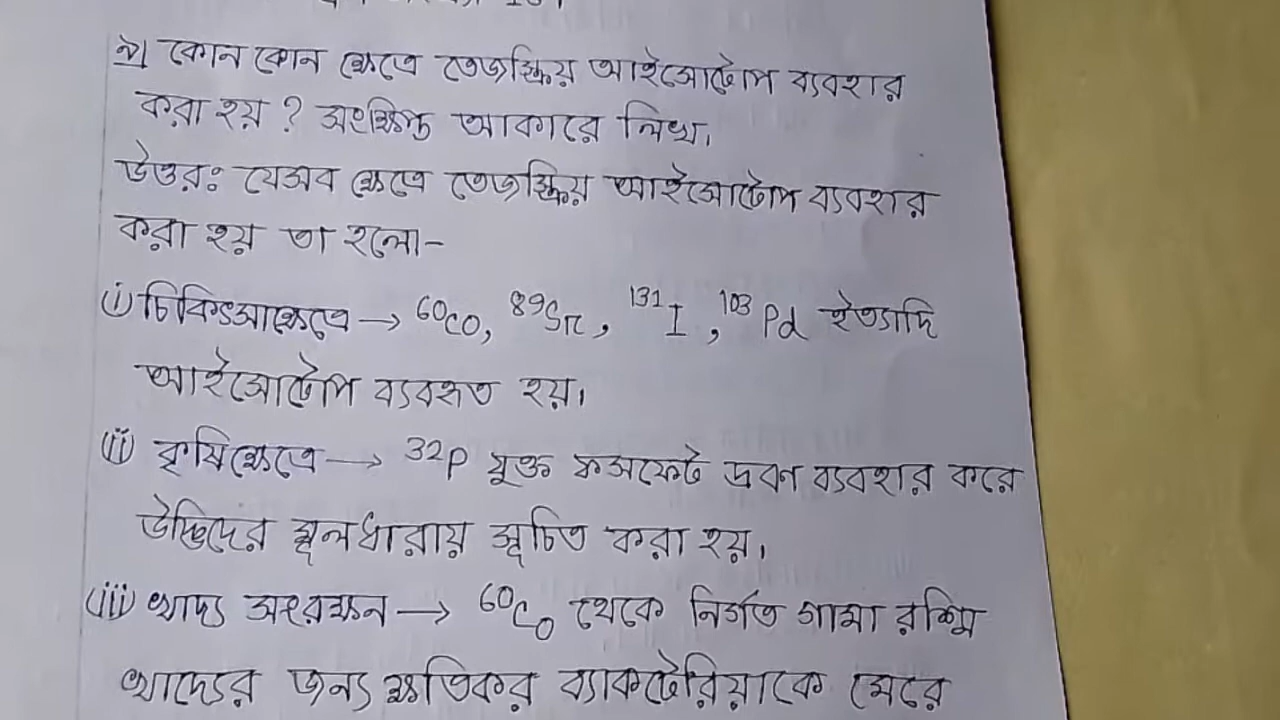 ৯| কোন কোন ক্ষেত্রে তেজস্ক্রিয় আইসোটোপ ব্যবহার
করা হয় ? সংক্ষিপ্ত আকারে লিখ।
উত্তরঃ যেসব ক্ষেত্রে তেজস্ক্রিয় আইসোটোপ ব্যবহার
করা হয় তা হলো-
(i) চিকিৎসাক্ষেত্রে → ⁶⁰CO, ⁸⁹Sr, ¹³¹I, ¹⁰³Pd ইত্যাদি
আইসোটোপ ব্যবহৃত হয়।
(ii) কৃষিক্ষেত্রে → ³²P যুক্ত ফসফেট দ্রবণ ব্যবহার করে
উদ্ভিদের মূলধারায় সূচিত করা হয়।
(iii) খাদ্য সংরক্ষন → ⁶⁰Co থেকে নির্গত গামা রশ্মি
খাদ্যের জন্য ক্ষতিকর ব্যাকটেরিয়াকে মেরে